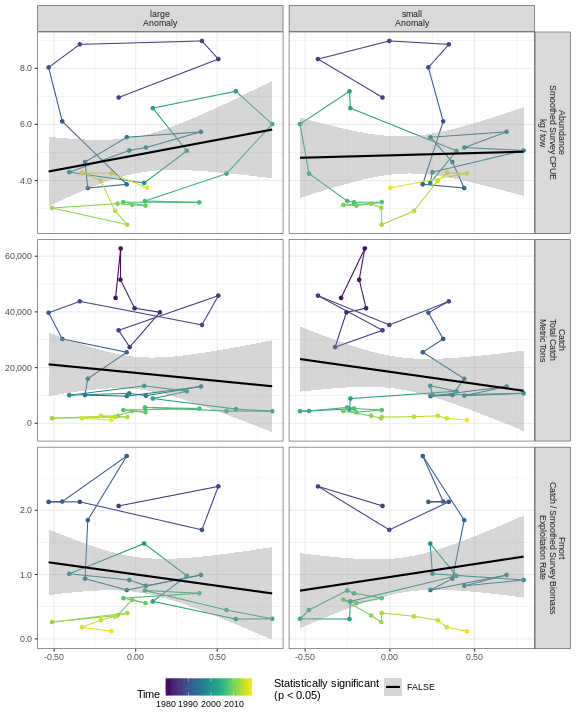 large
Anomaly
small
Anomaly
8.0
6.0
4.0
Abundance
Smoothed Survey CPUE
kg / tow
60,000
40,000
20,000
0
Catch
Total Catch
Metric Tons
2.0
1.0
0.0
Fmort
Catch / Smoothed Survey Biomass
Exploitation Rate
-0.50
0.00
0.50
-0.50
0.00
0.50
Time
1980 1990 2000 2010
Statistically significant
(p < 0.05)
FALSE